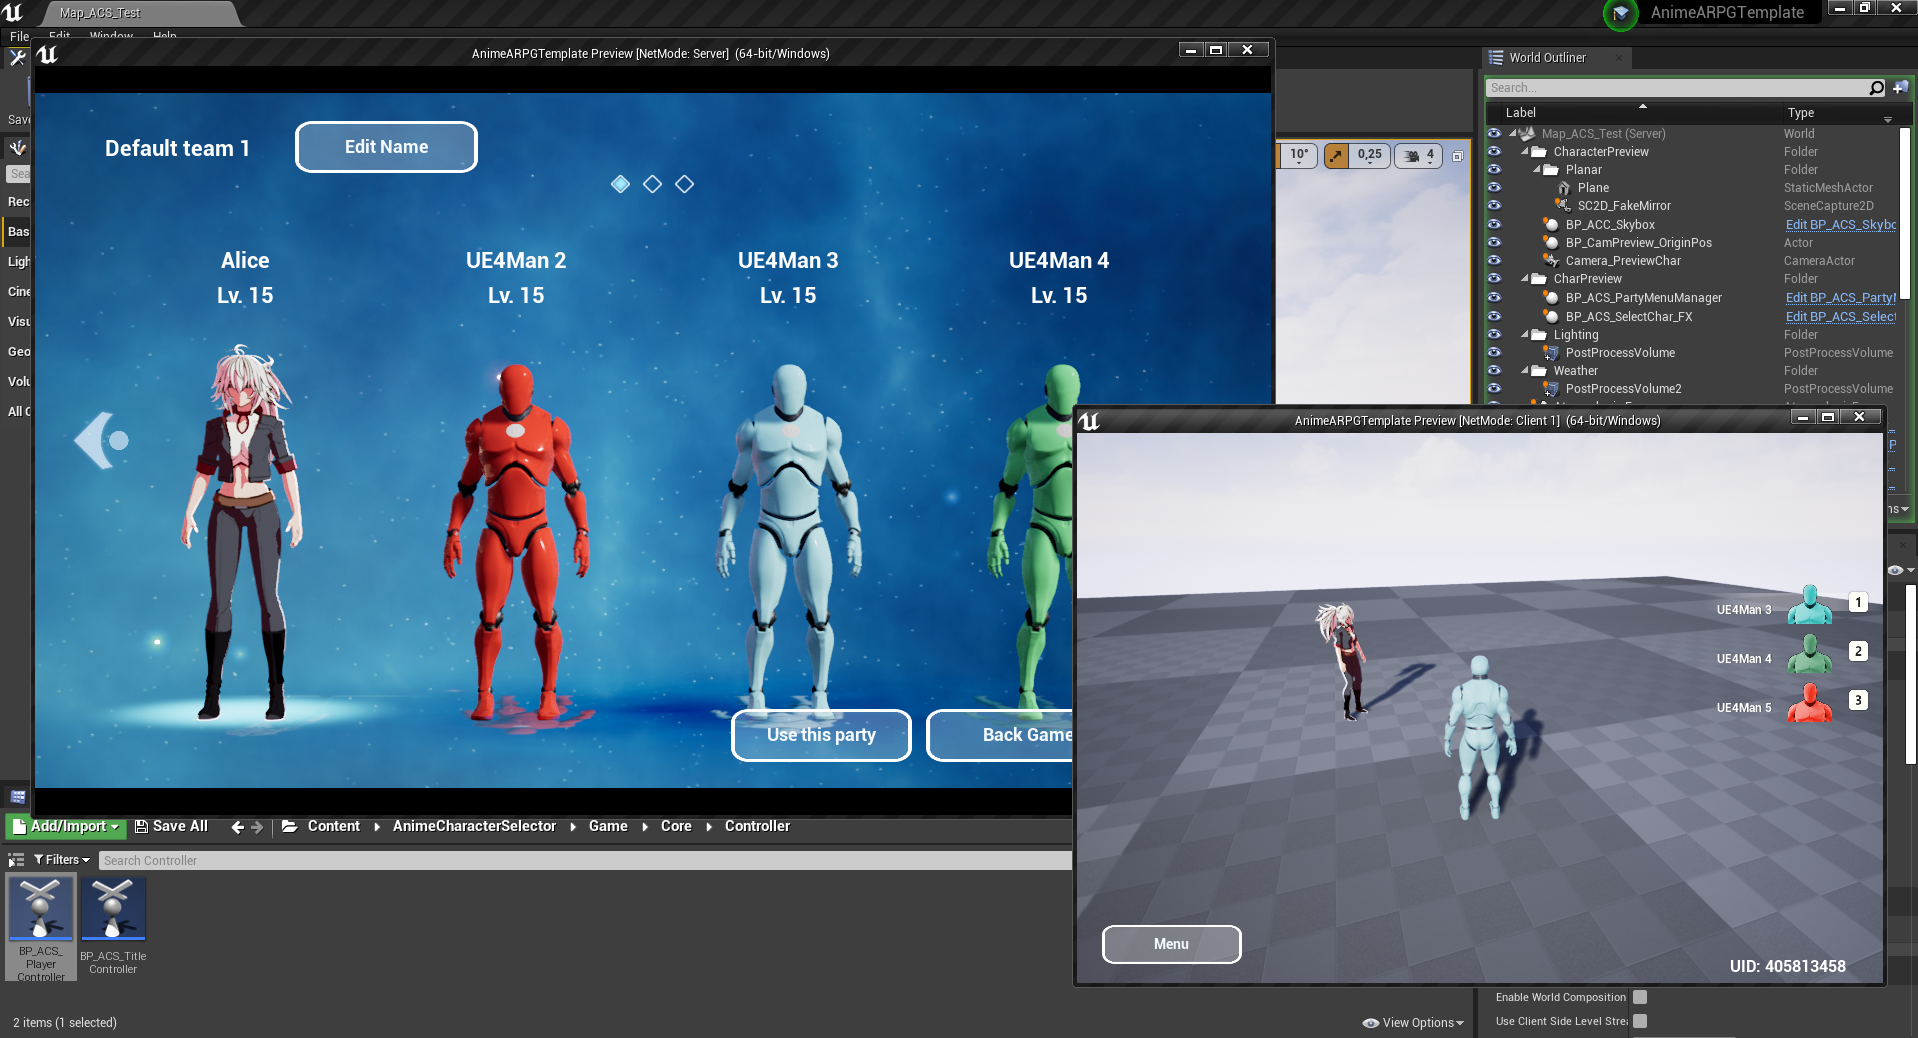 Map_ACS_Test
AnimeARPGTemplate
File Edit Window Help
AnimeARPGTemplate Preview [NetMode: Server] (64-bit/Windows)
World Outliner
Search...
Label Type
Save
Sea
Rec
Bas
Ligh
Cine
Visu
Geo
Volu
All C
Default team 1
Edit Name
Alice
Lv. 15
UE4Man 2
Lv. 15
UE4Man 3
Lv. 15
UE4Man 4
Lv. 15
Use this party
Back Game
10°
0,25
4
Map_ACS_Test (Server) World
CharacterPreview Folder
Planar Folder
Plane StaticMeshActor
SC2D_FakeMirror SceneCapture2D
BP_ACC_Skybox Edit BP_ACS_Skybo
BP_CamPreview_OriginPos Actor
Camera_PreviewChar CameraActor
CharPreview Folder
BP_ACS_PartyMenuManager Edit BP_ACS_PartyM
BP_ACS_SelectChar_FX Edit BP_ACS_Select
Lighting Folder
PostProcessVolume PostProcessVolume
Weather Folder
PostProcessVolume2 PostProcessVolume
AnimeARPGTemplate Preview [NetMode: Client 1] (64-bit/Windows)
UE4Man 3 1
UE4Man 4 2
UE4Man 5 3
Menu
UID: 405813458
Add/Import Save All Content AnimeCharacterSelector Game Core Controller
Filters Search Controller
BP_ACS_
Player
Controller
BP_ACS_Title
Controller
2 items (1 selected)
View Options
Enable World Composition
Use Client Side Level Strea